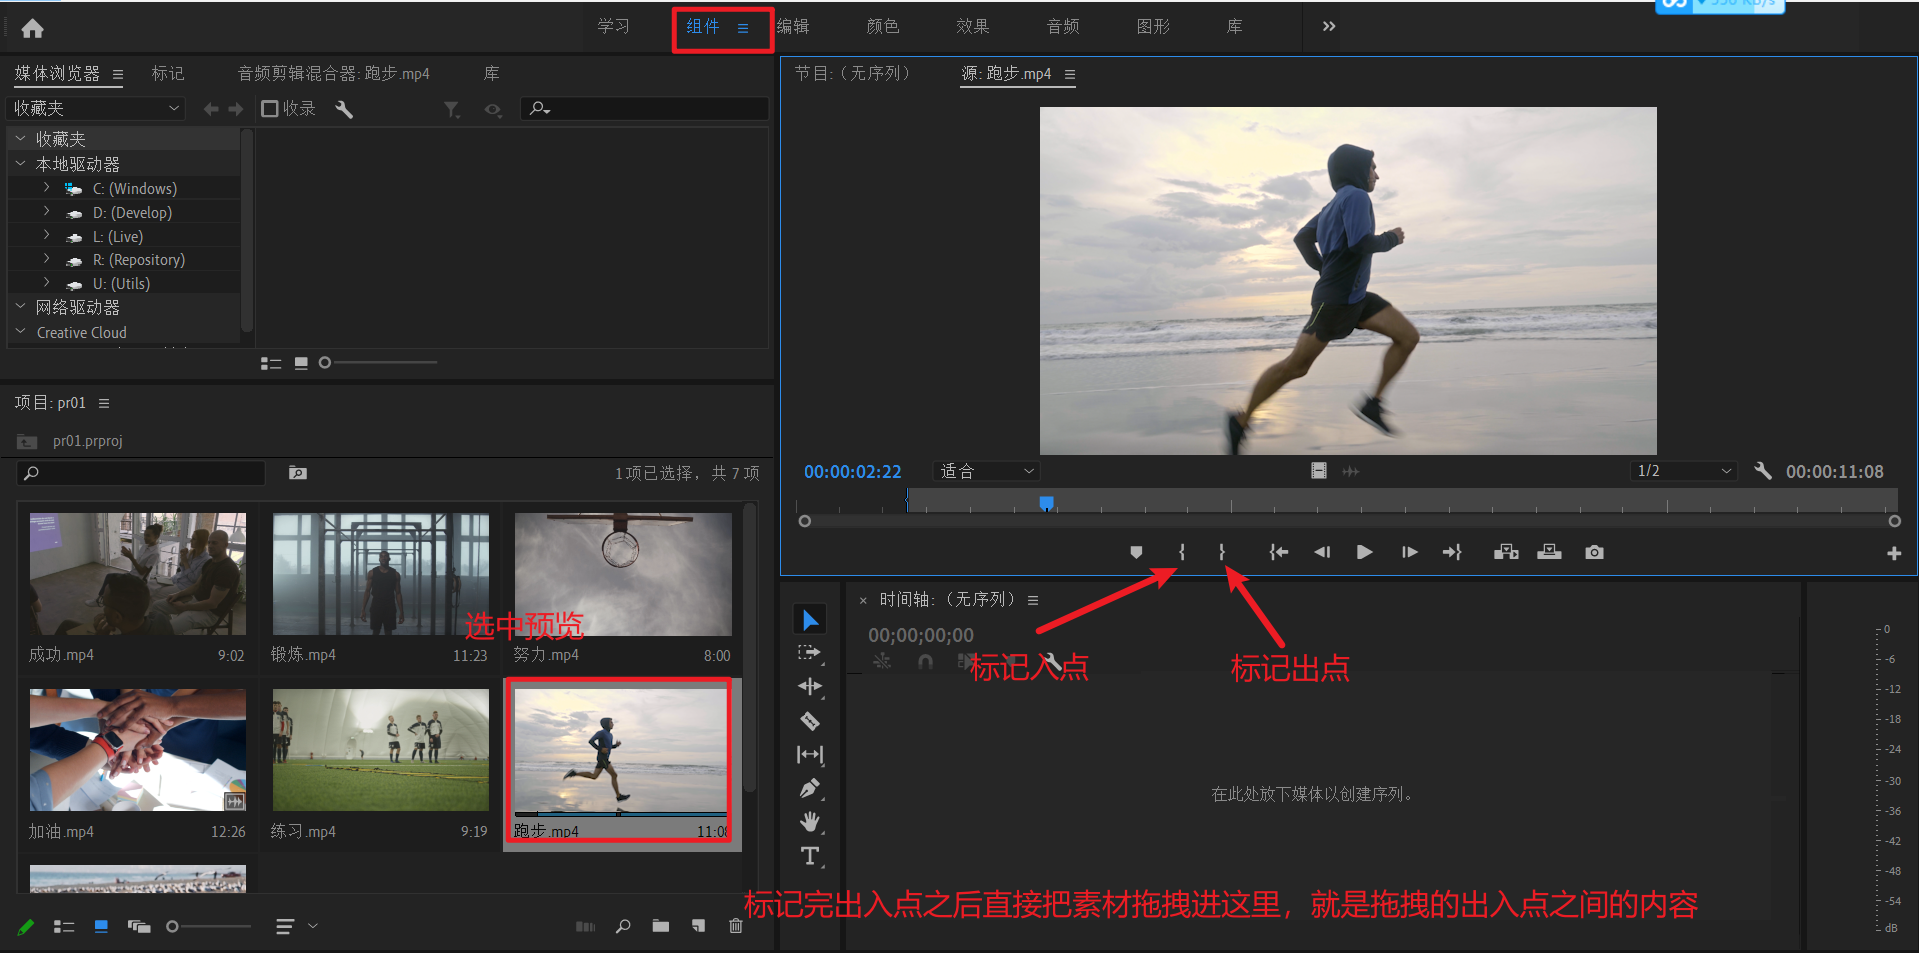 学习
组件
编辑
颜色
效果
音频
图形
库
媒体浏览器
标记
音频剪辑混合器: 跑步.mp4
库
收藏夹
收录
收藏夹
本地驱动器
C: (Windows)
D: (Develop)
L: (Live)
R: (Repository)
U: (Utils)
网络驱动器
Creative Cloud
节目:（无序列）
源: 跑步.mp4
00:00:02:22
适合
1/2
00:00:11:08
项目: pr01
pr01.prproj
1项已选择，共 7 项
成功.mp4
9:02
锻炼.mp4
11:23
努力.mp4
8:00
选中预览
加油.mp4
12:26
练习.mp4
9:19
跑步.mp4
11:08
时间轴:（无序列）
00;00;00;00
标记入点
标记出点
在此处放下媒体以创建序列。
标记完出入点之后直接把素材拖拽进这里，就是拖拽的出入点之间的内容
0
-6
-12
-18
-24
-30
-36
-42
-48
-54
dB